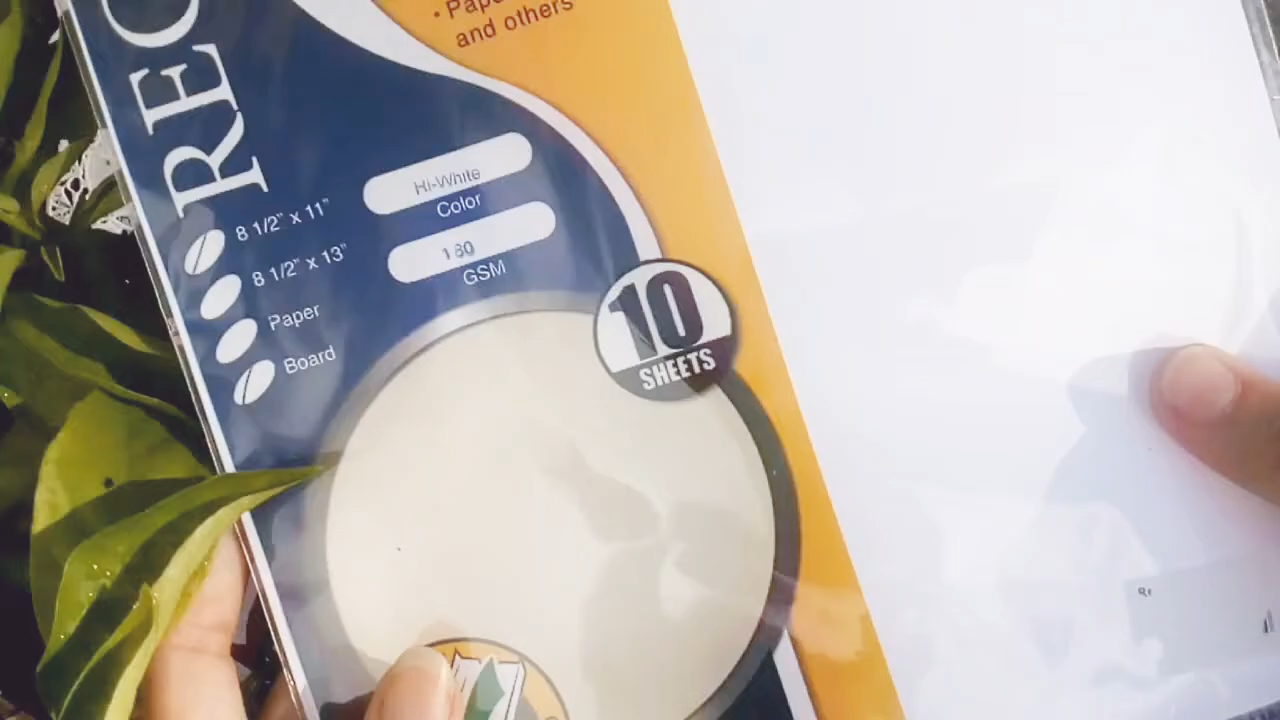 and others
REC
8 1/2" x 11"
8 1/2" x 13"
Paper
Board
Hi-White
Color
180
GSM
10
SHEETS